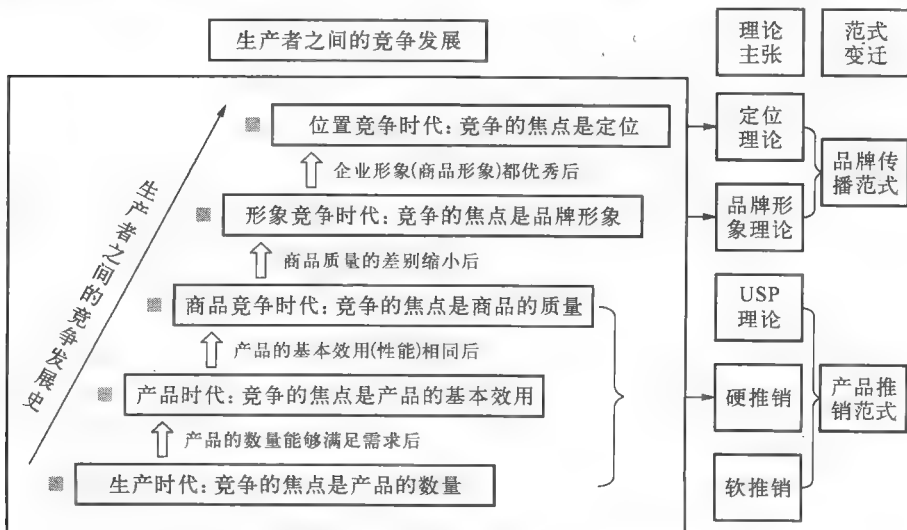 生产者之间的竞争发展
理论
主张
范式
变迁
位置竞争时代：竞争的焦点是定位
企业形象(商品形象)都优秀后
形象竞争时代：竞争的焦点是品牌形象
商品质量的差别缩小后
商品竞争时代：竞争的焦点是商品的质量
产品的基本效用(性能)相同后
产品时代：竞争的焦点是产品的基本效用
产品的数量能够满足需求后
生产时代：竞争的焦点是产品的数量
生产者之间的竞争发展史
定位
理论
品牌形
象理论
品牌传
播范式
USP
理论
硬推销
软推销
产品推
销范式